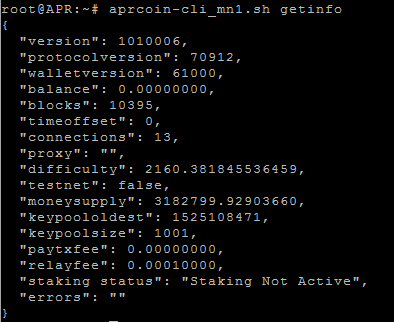 root@APR:~# aprcoin-cli_mn1.sh getinfo
{
  "version": 1010006,
  "protocolversion": 70912,
  "walletversion": 61000,
  "balance": 0.00000000,
  "blocks": 10395,
  "timeoffset": 0,
  "connections": 13,
  "proxy": "",
  "difficulty": 2160.381845536459,
  "testnet": false,
  "moneysupply": 3182799.92903660,
  "keypoololdest": 1525108471,
  "keypoolsize": 1001,
  "paytxfee": 0.00000000,
  "relayfee": 0.00010000,
  "staking status": "Staking Not Active",
  "errors": ""
}